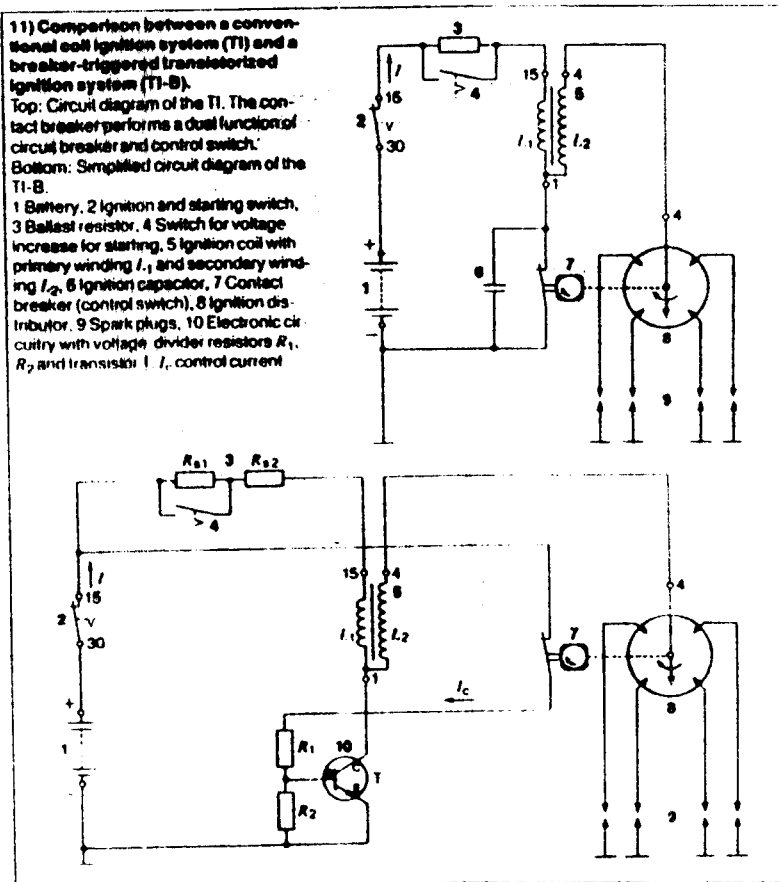 11) Comparison between a conven-
tional coil ignition system (TI) and a
breaker-triggered transistorized
ignition system (TI-B).
Top: Circuit diagram of the TI. The con-
tact breaker performs a dual function of
circuit breaker and control switch.
Bottom: Simplified circuit diagram of the
TI-B.
1 Battery, 2 Ignition and starting switch,
3 Ballast resistor, 4 Switch for voltage
increase for starting, 5 Ignition coil with
primary winding L1 and secondary wind-
ing L2, 6 Ignition capacitor, 7 Contact
breaker (control switch), 8 Ignition dis-
tributor, 9 Spark plugs, 10 Electronic cir
cuitry with voltage divider resistors R1,
R2 and transistor control current
3
I
4
15
2
V
30
15
4
5
L1
L2
1
+
1
–
6
7
4
8
9
Rs1
3
Rs2
4
I
15
2
V
30
15
4
5
L1
L2
1
Ic
7
4
8
+
1
R1
10
C
T
R2
9